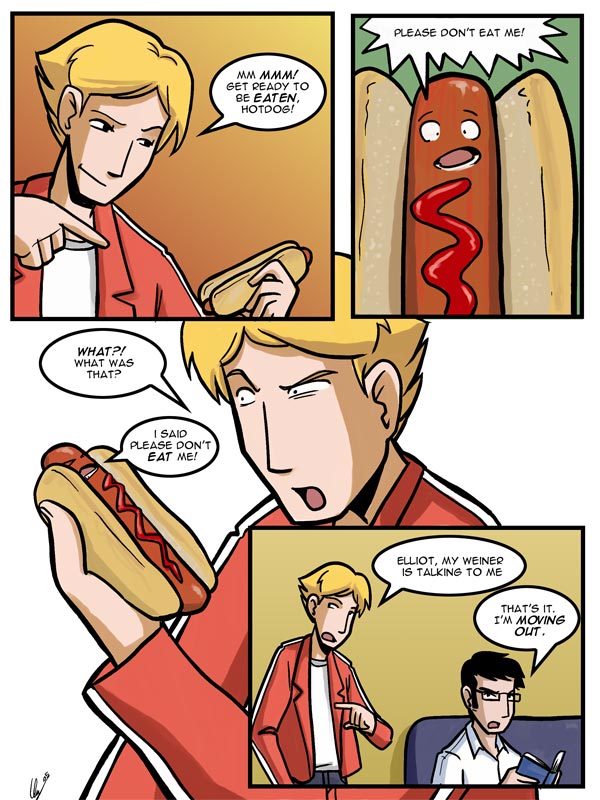 MM MMM!
GET READY TO
BE EATEN,
HOTDOG!
PLEASE DON'T EAT ME!
WHAT?!
WHAT WAS
THAT?
I SAID
PLEASE DON'T
EAT ME!
ELLIOT, MY WEINER
IS TALKING TO ME
THAT'S IT.
I'M MOVING
OUT.